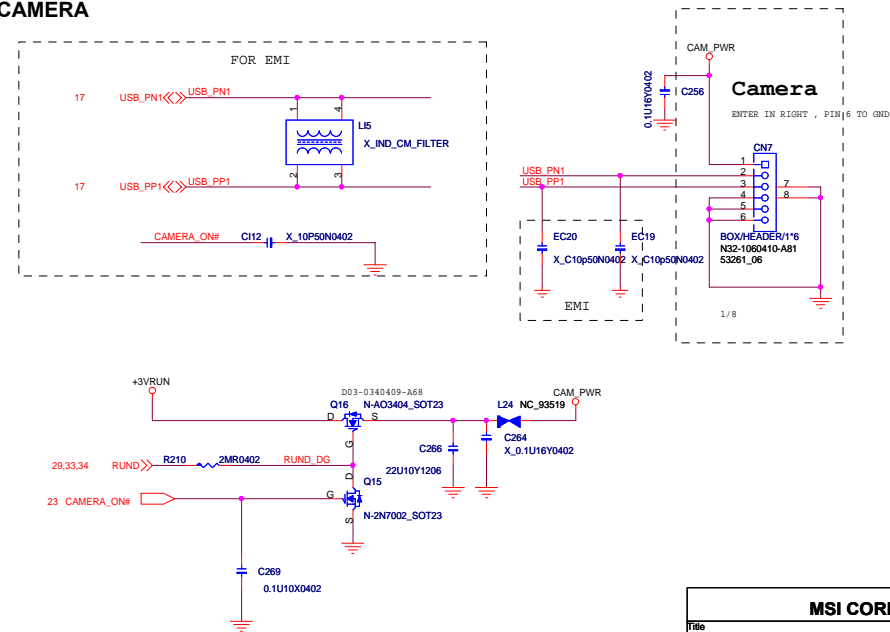 CAMERA
FOR EMI
17 USB_PN1 USB_PN1
1 4
LI5
X_IND_CM_FILTER
2 3
17 USB_PP1 USB_PP1
CAMERA_ON# CI12 X_10P50N0402
CAM_PWR
0.1U16Y0402
C256
Camera
ENTER IN RIGHT , PIN 6 TO GND
CN7
USB_PN1
USB_PP1
1
2
3
4
5
6
7
8
BOX/HEADER/1*6
N32-1060410-A81
53261_06
EC20
X_C10p50N0402
EC19
X_C10p50N0402
EMI
1/8
+3VRUN
D03-0340409-A68
Q16 N-AO3404_SOT23
D S
G
L24 NC_93519
CAM_PWR
C266
22U10Y1206
C264
X_0.1U16Y0402
29,33,34 RUND R210 2MR0402 RUND_DG
D
Q15
23 CAMERA_ON#
G
S
N-2N7002_SOT23
C269
0.1U10X0402
Title